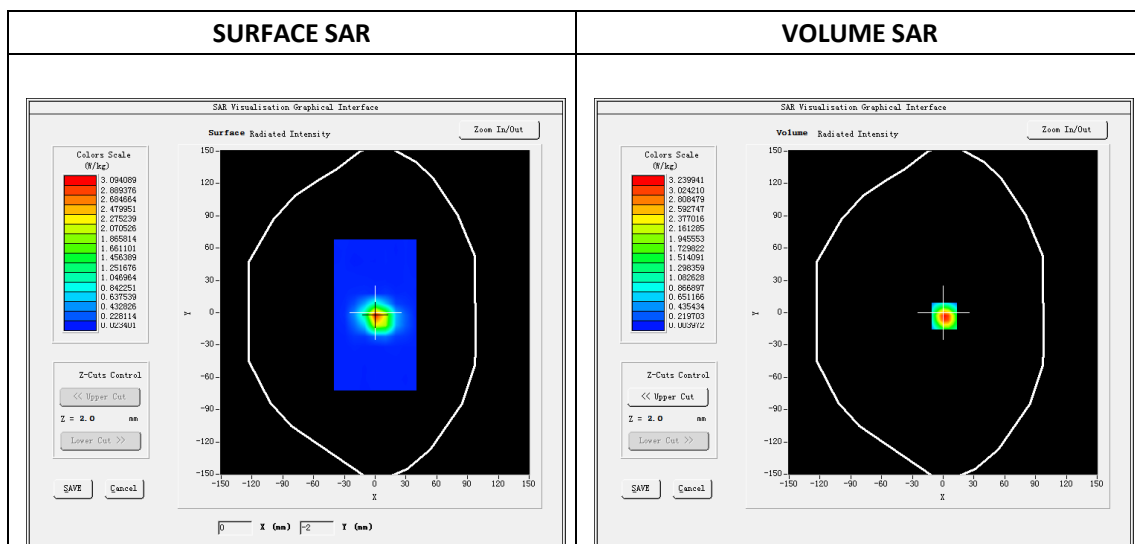 SURFACE SAR
VOLUME SAR
SAR Visualisation Graphical Interface
Surface Radiated Intensity
Zoom In/Out
Colors Scale
(W/kg)
3.094089
2.889376
2.684664
2.479951
2.275239
2.070526
1.865814
1.661101
1.456389
1.251676
1.046964
0.842251
0.637539
0.432826
0.228114
0.023401
Z-Cuts Control
<< Upper Cut
Z = 2.0 mm
Lower Cut >>
SAVE
Cancel
150
120
90
60
30
0
-30
-60
-90
-120
-150
Y
-150 -120 -90 -60 -30 0 30 60 90 120 150
X
0 X (mm) -2 Y (mm)
SAR Visualisation Graphical Interface
Volume Radiated Intensity
Zoom In/Out
Colors Scale
(W/kg)
3.239941
3.024210
2.808479
2.592747
2.377016
2.161285
1.945553
1.729822
1.514091
1.298359
1.082628
0.866897
0.651166
0.435434
0.219703
0.003972
Z-Cuts Control
<< Upper Cut
Z = 2.0 mm
Lower Cut >>
SAVE
Cancel
150
120
90
60
30
0
-30
-60
-90
-120
-150
Y
-150 -120 -90 -60 -30 0 30 60 90 120 150
X